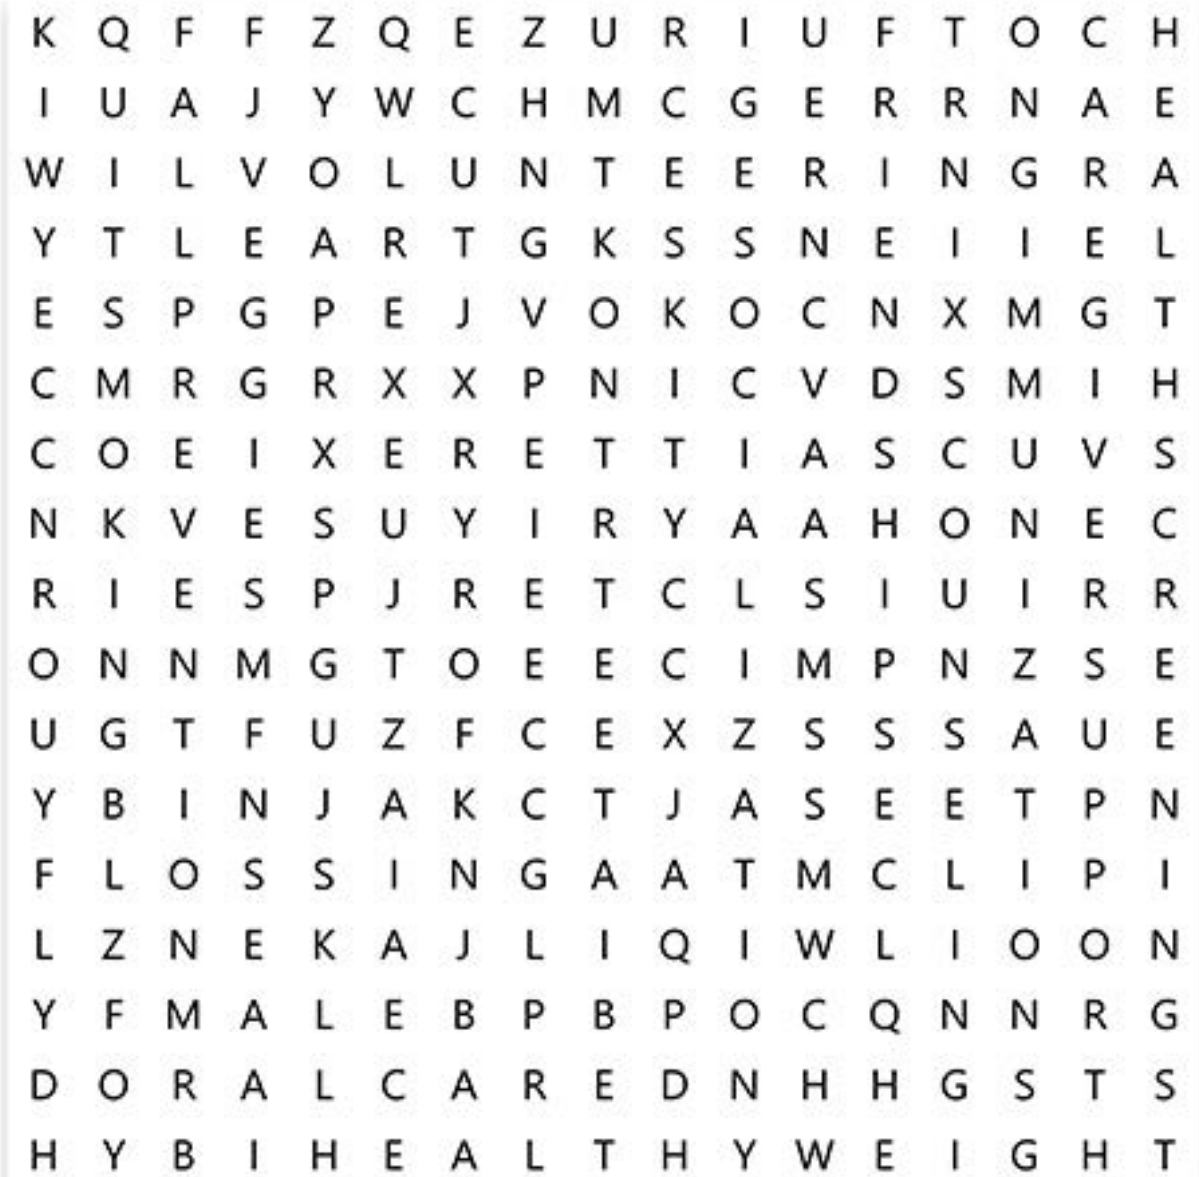 K Q F F Z Q E Z U R I U F T O C H
I U A J Y W C H M C G E R R N A E
W I L V O L U N T E E R I N G R A
Y T L E A R T G K S S N E I I E L
E S P G P E J V O K O C N X M G T
C M R G R X X P N I C V D S M I H
C O E I X E R E T T I A S C U V S
N K V E S U Y I R Y A A H O N E C
R I E S P J R E T C L S I U I R R
O N N M G T O E E C I M P N Z S E
U G T F U Z F C E X Z S S S A U E
Y B I N J A K C T J A S E E T P N
F L O S S I N G A A T M C L I P I
L Z N E K A J L I Q I W L I O O N
Y F M A L E B P B P O C Q N N R G
D O R A L C A R E D N H H G S T S
H Y B I H E A L T H Y W E I G H T